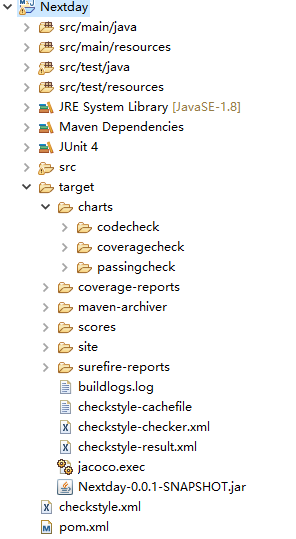 Nextday
src/main/java
src/main/resources
src/test/java
src/test/resources
JRE System Library [JavaSE-1.8]
Maven Dependencies
JUnit 4
src
target
charts
codecheck
coveragecheck
passingcheck
coverage-reports
maven-archiver
scores
site
surefire-reports
buildlogs.log
checkstyle-cachefile
checkstyle-checker.xml
checkstyle-result.xml
jacoco.exec
Nextday-0.0.1-SNAPSHOT.jar
checkstyle.xml
pom.xml